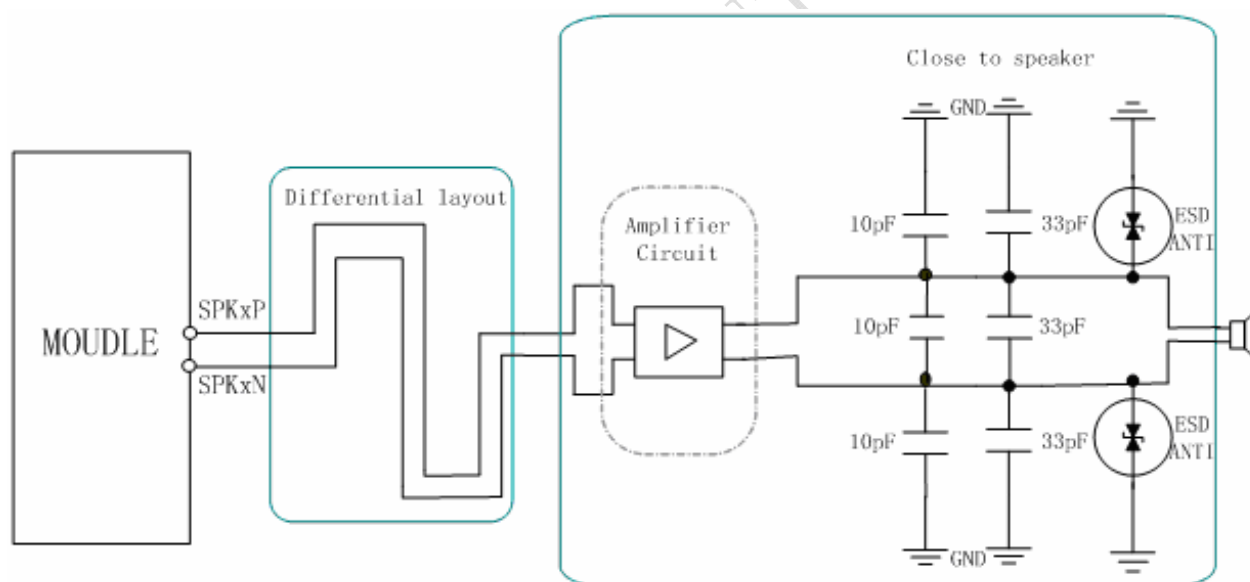 Close to speaker
GND
Differential layout
Amplifier
Circuit
10pF
33pF
ESD
ANTI
SPKxP
MOUDLE
10pF
33pF
SPKxN
10pF
33pF
ESD
ANTI
GND